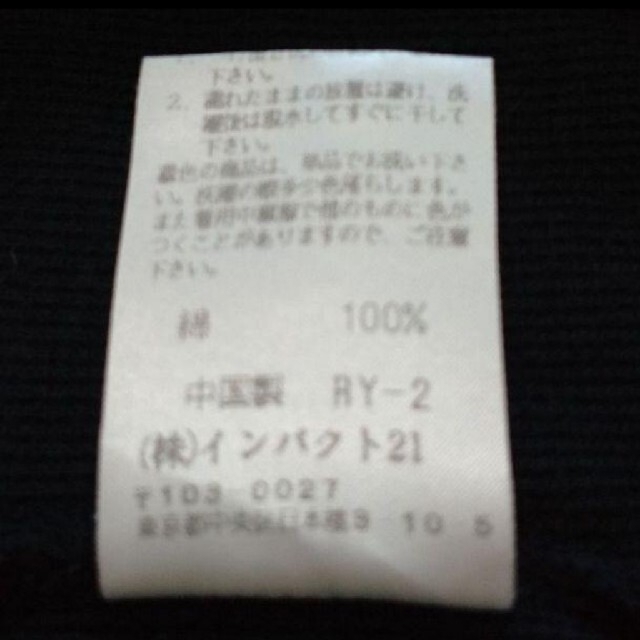 下さい。
2. 濡れたままの放置は避け、洗
濯後は脱水してすぐに干して
下さい。
濃色の商品は、単品でお洗い下さ
い。洗濯の際多少色落ちします。
また着用中摩擦で他のものに色が
つくことがありますので、ご注意
下さい。
綿 100%
中国製 RY-2
(株)インパクト21
〒103 0027
東京都中央区日本橋3 10 5